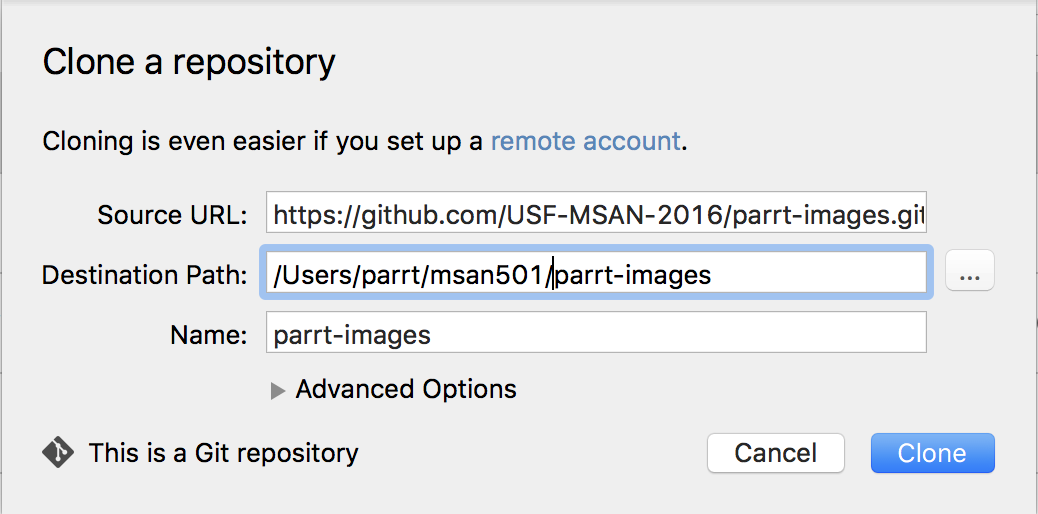 Clone a repository
Cloning is even easier if you set up a remote account.
Source URL: https://github.com/USF-MSAN-2016/parrt-images.git
Destination Path: /Users/parrt/msan501/parrt-images ...
Name: parrt-images
Advanced Options
This is a Git repository Cancel Clone